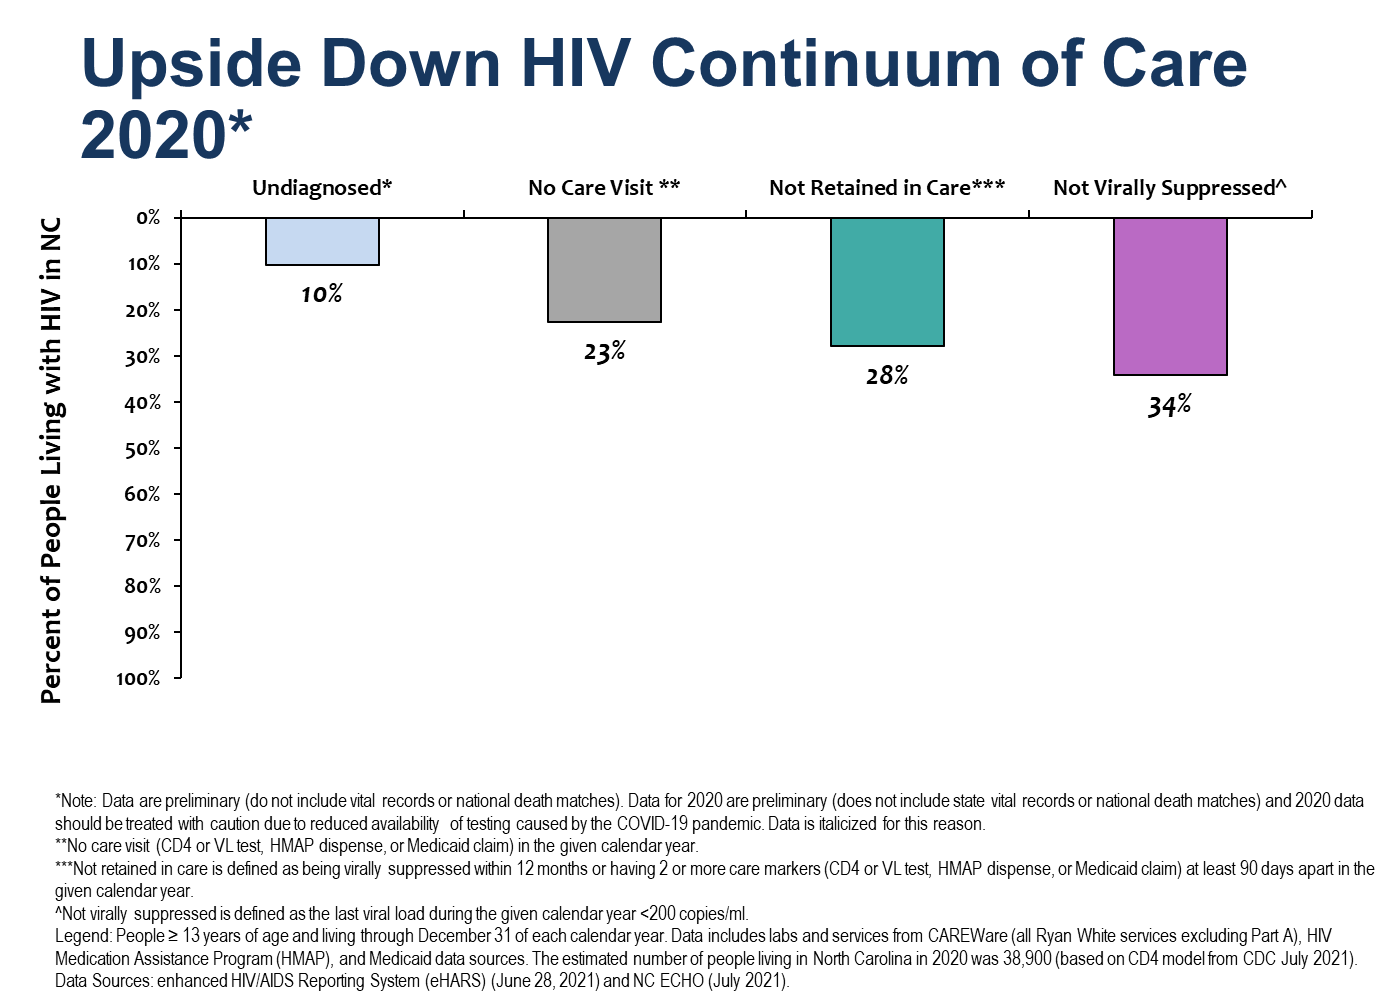 Upside Down HIV Continuum of Care
2020*
Undiagnosed* No Care Visit ** Not Retained in Care*** Not Virally Suppressed^
Percent of People Living with HIV in NC
0%
10%
20%
30%
40%
50%
60%
70%
80%
90%
100%
10%
23%
28%
34%
*Note: Data are preliminary (do not include vital records or national death matches). Data for 2020 are preliminary (does not include state vital records or national death matches) and 2020 data
should be treated with caution due to reduced availability of testing caused by the COVID-19 pandemic. Data is italicized for this reason.
**No care visit (CD4 or VL test, HMAP dispense, or Medicaid claim) in the given calendar year.
***Not retained in care is defined as being virally suppressed within 12 months or having 2 or more care markers (CD4 or VL test, HMAP dispense, or Medicaid claim) at least 90 days apart in the
given calendar year.
^Not virally suppressed is defined as the last viral load during the given calendar year <200 copies/ml.
Legend: People ≥ 13 years of age and living through December 31 of each calendar year. Data includes labs and services from CAREWare (all Ryan White services excluding Part A), HIV
Medication Assistance Program (HMAP), and Medicaid data sources. The estimated number of people living in North Carolina in 2020 was 38,900 (based on CD4 model from CDC July 2021).
Data Sources: enhanced HIV/AIDS Reporting System (eHARS) (June 28, 2021) and NC ECHO (July 2021).